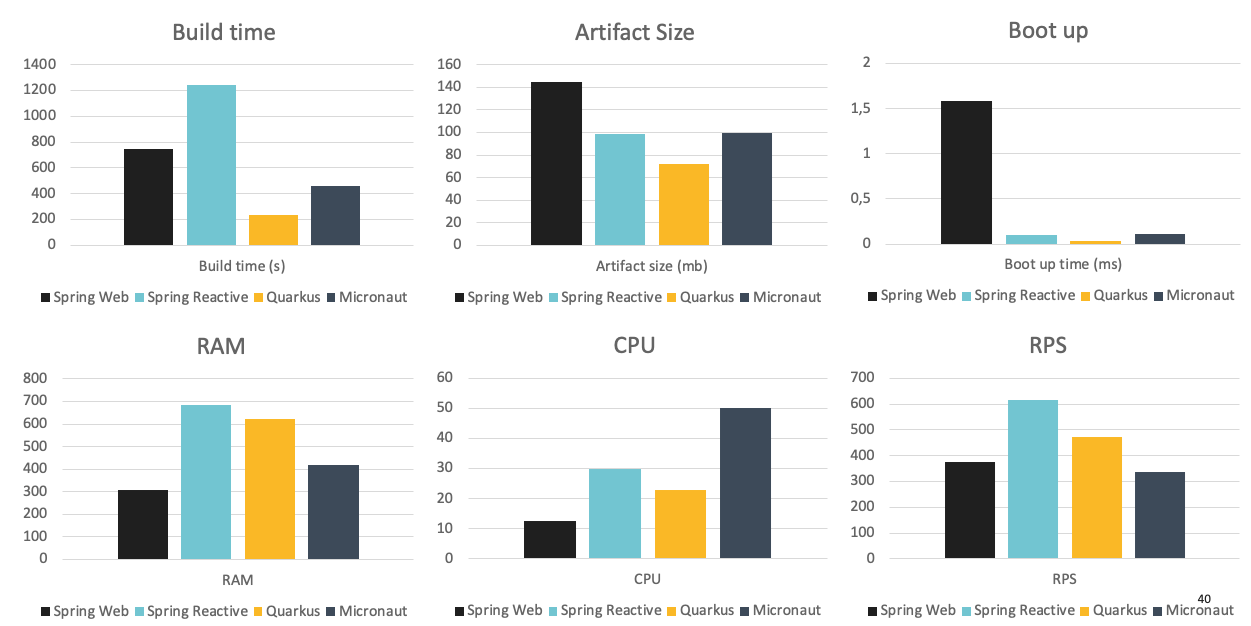 Build time
1400
1200
1000
800
600
400
200
0
Build time (s)
Spring Web Spring Reactive Quarkus Micronaut
Artifact Size
160
140
120
100
80
60
40
20
0
Artifact size (mb)
Spring Web Spring Reactive Quarkus Micronaut
Boot up
2
1,5
1
0,5
0
Boot up time (ms)
Spring Web Spring Reactive Quarkus Micronaut
RAM
800
700
600
500
400
300
200
100
0
RAM
Spring Web Spring Reactive Quarkus Micronaut
CPU
60
50
40
30
20
10
0
CPU
Spring Web Spring Reactive Quarkus Micronaut
RPS
700
600
500
400
300
200
100
0
RPS
Spring Web Spring Reactive Quarkus Micronaut
40